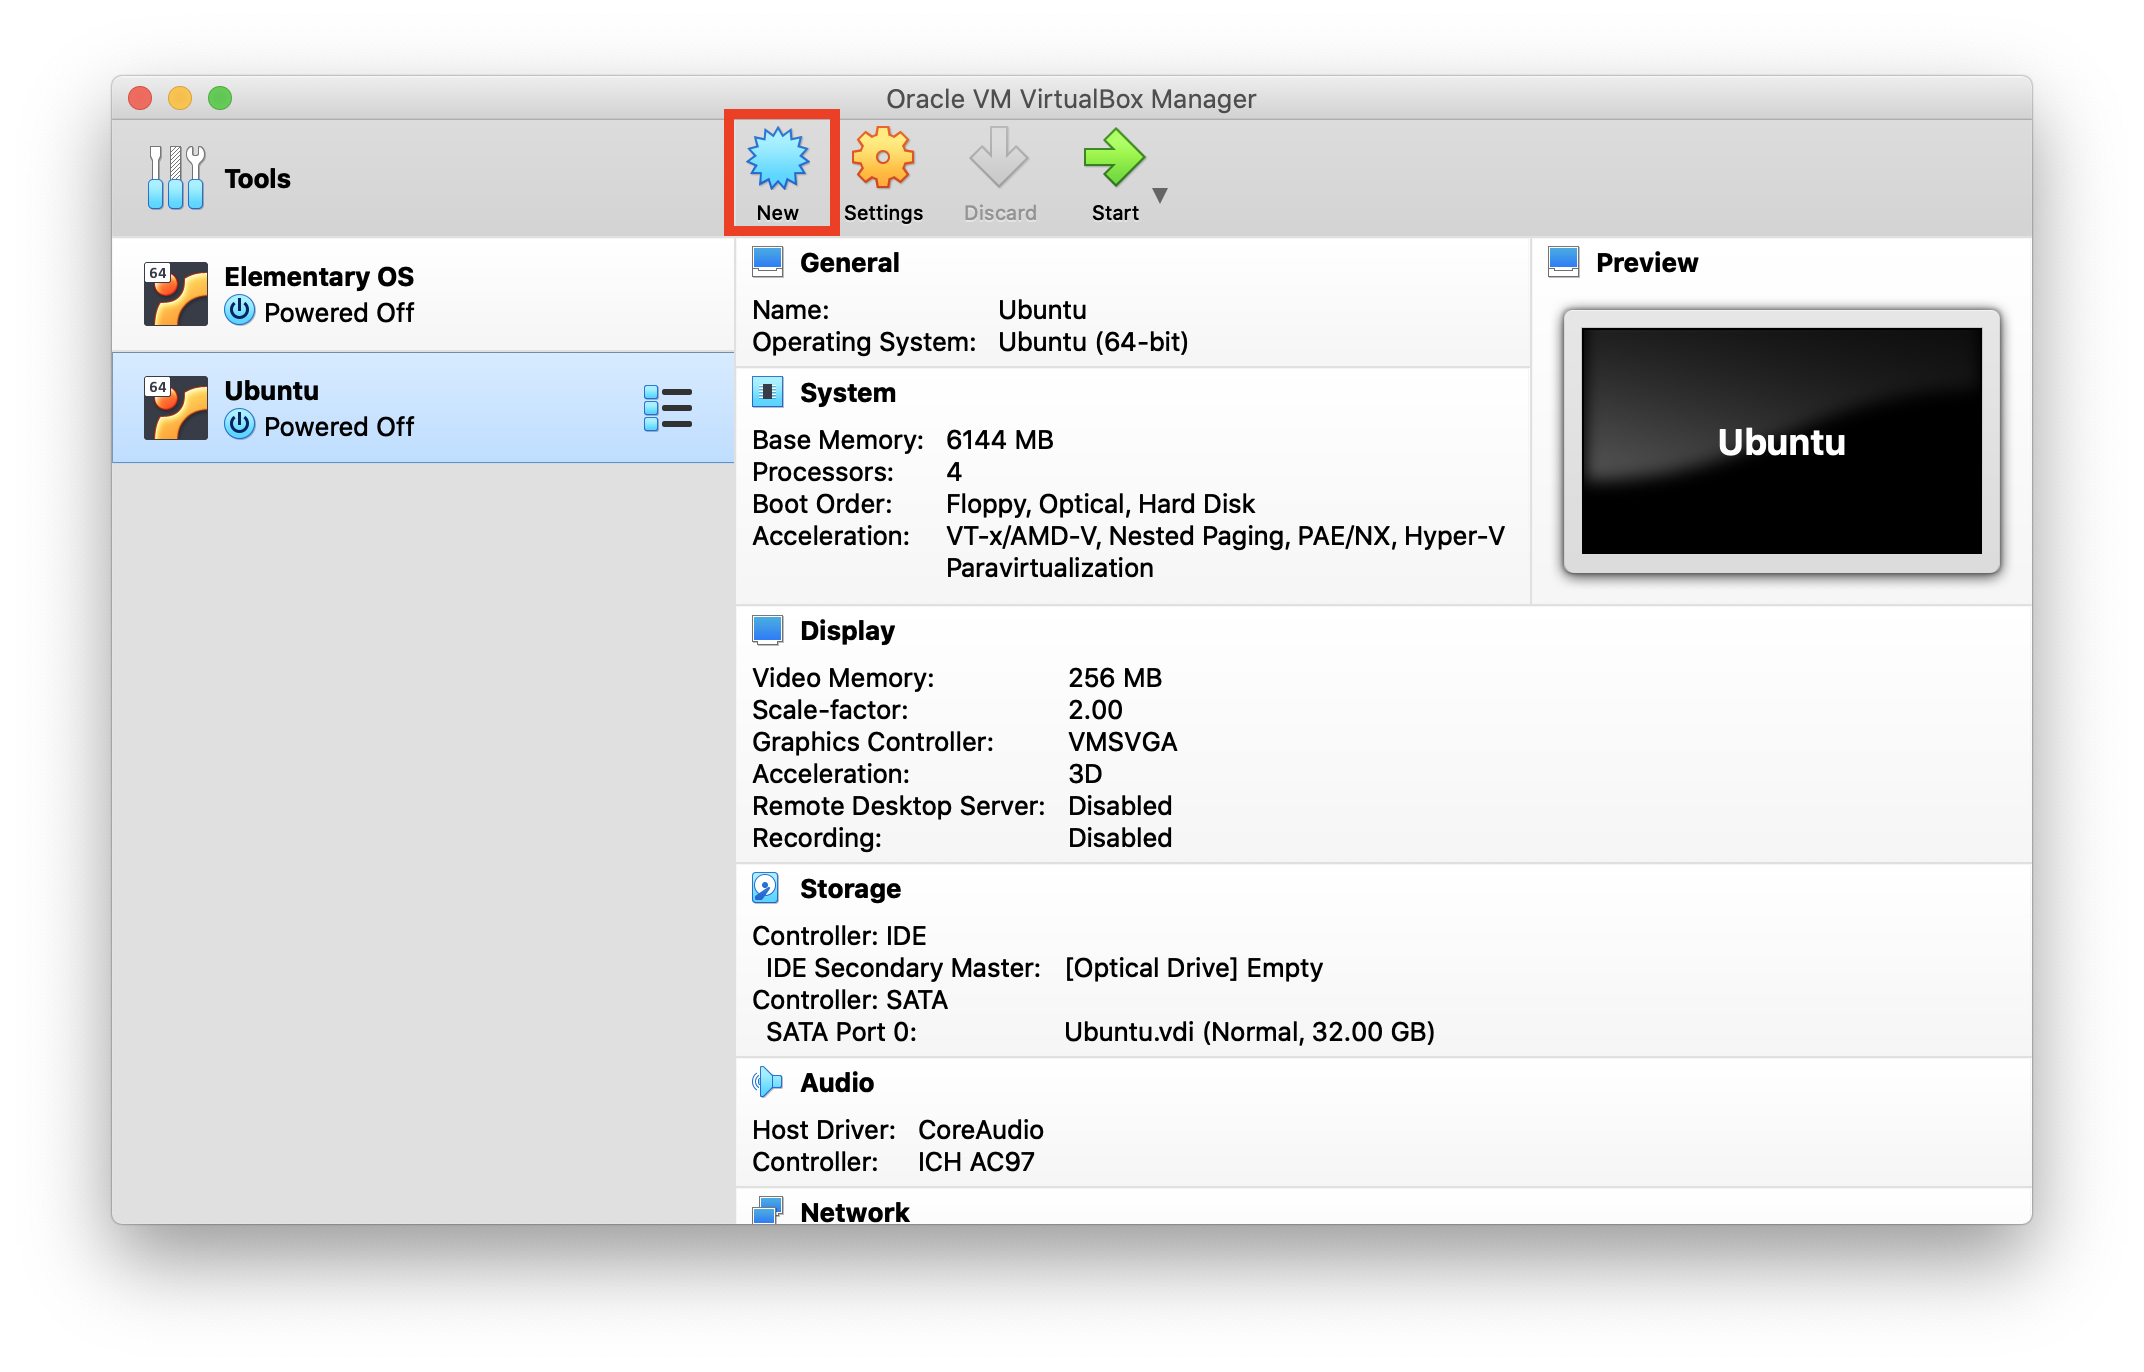 Oracle VM VirtualBox Manager
Tools
New
Settings
Discard
Start
64
Elementary OS
Powered Off
64
Ubuntu
Powered Off
General
Name: Ubuntu
Operating System: Ubuntu (64-bit)
Preview
Ubuntu
System
Base Memory: 6144 MB
Processors: 4
Boot Order: Floppy, Optical, Hard Disk
Acceleration: VT-x/AMD-V, Nested Paging, PAE/NX, Hyper-V
Paravirtualization
Display
Video Memory: 256 MB
Scale-factor: 2.00
Graphics Controller: VMSVGA
Acceleration: 3D
Remote Desktop Server: Disabled
Recording: Disabled
Storage
Controller: IDE
IDE Secondary Master: [Optical Drive] Empty
Controller: SATA
SATA Port 0: Ubuntu.vdi (Normal, 32.00 GB)
Audio
Host Driver: CoreAudio
Controller: ICH AC97
Network